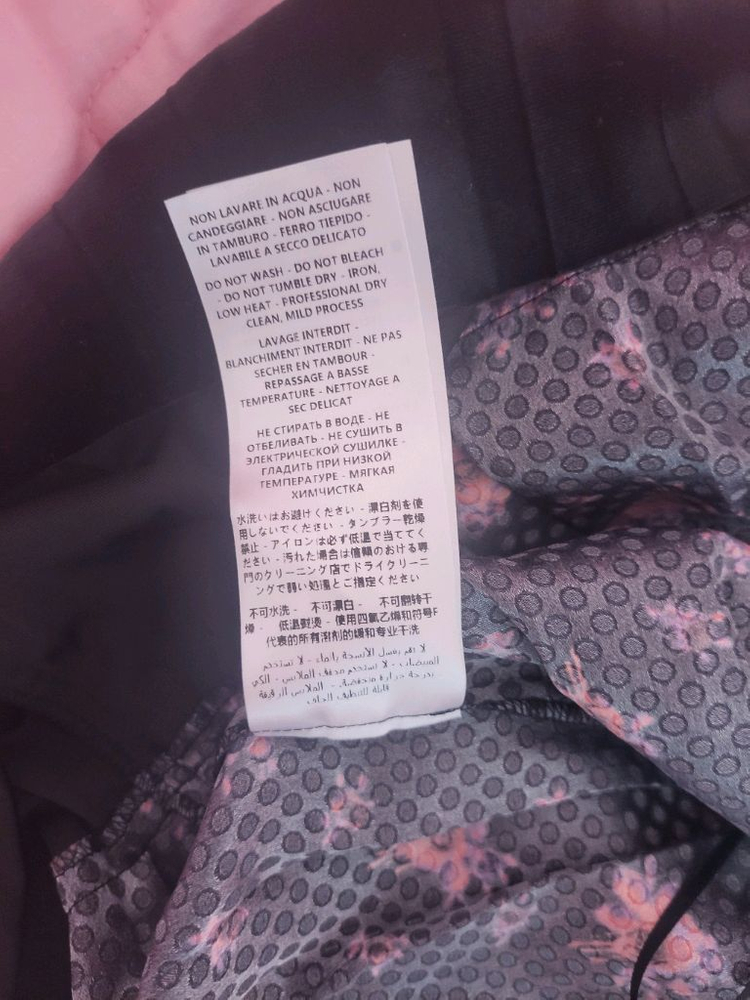 NON LAVARE IN ACQUA - NON
CANDEGGIARE - NON ASCIUGARE
IN TAMBURO - FERRO TIEPIDO -
LAVABILE A SECCO DELICATO
DO NOT WASH - DO NOT BLEACH
- DO NOT TUMBLE DRY - IRON,
LOW HEAT - PROFESSIONAL DRY
CLEAN, MILD PROCESS
LAVAGE INTERDIT -
BLANCHIMENT INTERDIT - NE PAS
SECHER EN TAMBOUR -
REPASSAGE A BASSE
TEMPERATURE - NETTOYAGE A
SEC DELICAT
НЕ СТИРАТЬ В ВОДЕ - НЕ
ОТБЕЛИВАТЬ - НЕ СУШИТЬ В
ЭЛЕКТРИЧЕСКОЙ СУШИЛКЕ -
ГЛАДИТЬ ПРИ НИЗКОЙ
ТЕМПЕРАТУРЕ - МЯГКАЯ
ХИМЧИСТКА
水洗いはお避けください - 漂白剤を使
用しないでください - タンブラー乾燥
禁止 - アイロンは必ず低温で当ててく
ださい - 汚れた場合は信頼のおける専
門のクリーニング店でドライクリーニ
ングで弱い処理とご指定ください
不可水洗 - 不可漂白 - 不可翻转干
燥 - 低温熨烫 - 使用四氯乙烯和符号F
代表的所有溶剂的缓和专业干洗